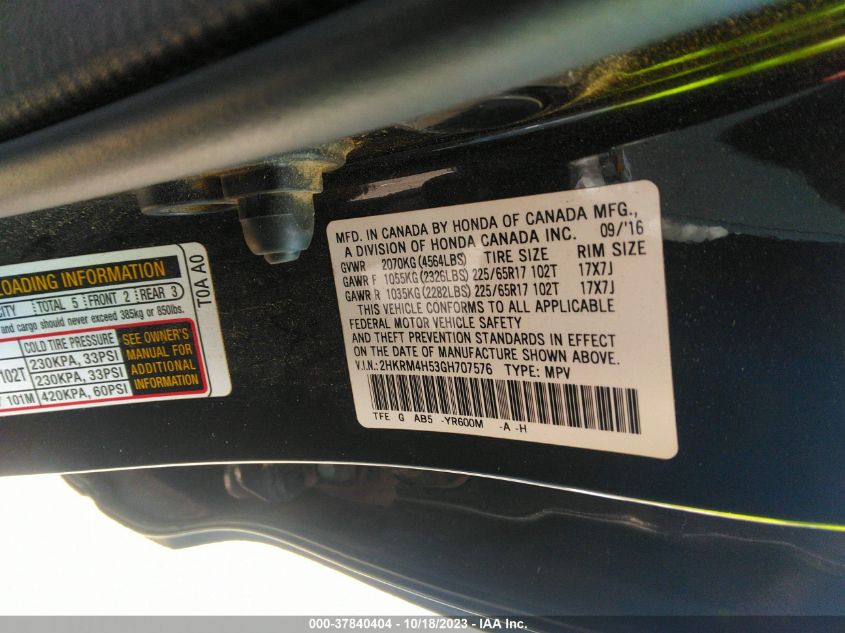 LOADING INFORMATION
TOTAL 5 FRONT 2 REAR 3
and cargo should never exceed 385kg or 850lbs.
COLD TIRE PRESSURE
SEE OWNER'S
MANUAL FOR
ADDITIONAL
INFORMATION
102T 230KPA, 33PSI
230KPA, 33PSI
101M 420KPA, 60PSI
T0A A0
MFD. IN CANADA BY HONDA OF CANADA MFG.,
A DIVISION OF HONDA CANADA INC. 09/'16
GVWR 2070KG (4564LBS) TIRE SIZE RIM SIZE
GAWR F 1055KG (2326LBS) 225/65R17 102T 17X7J
GAWR R 1035KG (2282LBS) 225/65R17 102T 17X7J
THIS VEHICLE CONFORMS TO ALL APPLICABLE
FEDERAL MOTOR VEHICLE SAFETY
AND THEFT PREVENTION STANDARDS IN EFFECT
ON THE DATE OF MANUFACTURE SHOWN ABOVE.
V.I.N.:2HKRM4H53GH707576 TYPE: MPV
TFE G AB5 -YR600M -A -H
000-37840404 - 10/18/2023 - IAA Inc.